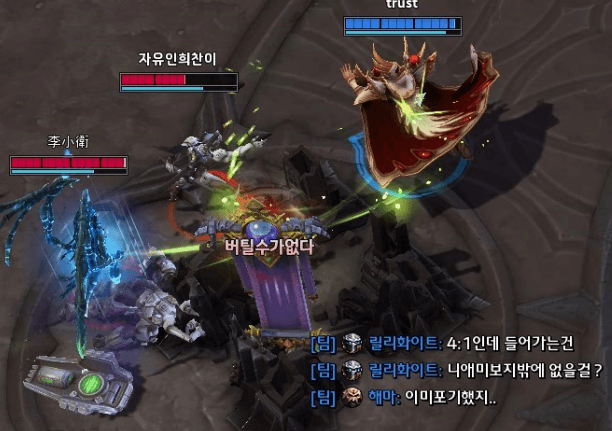 trust
자유인희찬이
李小衛
버틸수가없다
[팀] 릴리화이트: 4:1인데 들어가는건
[팀] 릴리화이트: 니애미보지밖에 없을걸?
[팀] 해마: 이미포기했지..